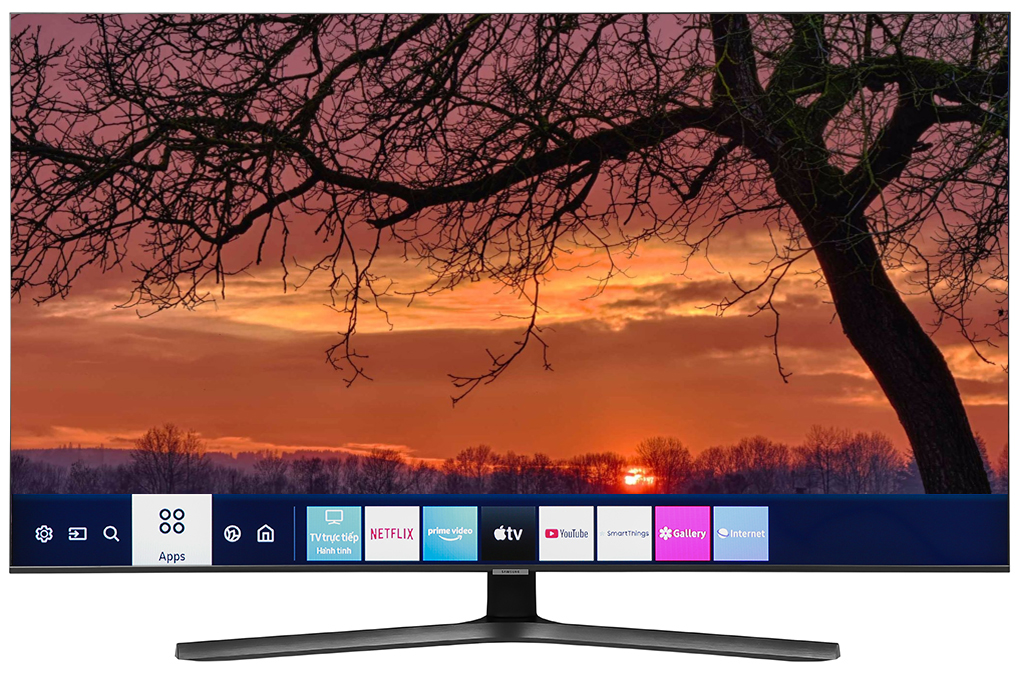 Apps
TV trực tiếp
Hành tinh
NETFLIX
prime video
tv
YouTube
SmartThings
Gallery
Internet
SAMSUNG